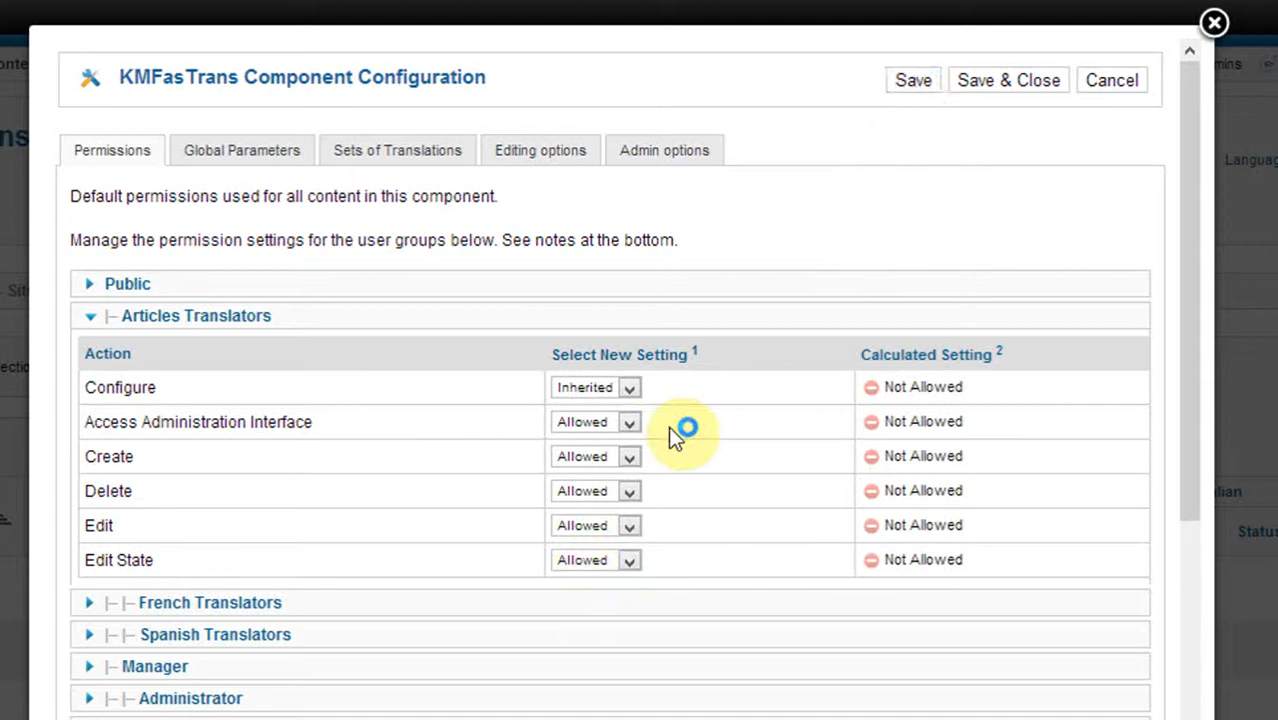 KMFasTrans Component Configuration
Save
Save & Close
Cancel
Permissions
Global Parameters
Sets of Translations
Editing options
Admin options
Default permissions used for all content in this component.
Manage the permission settings for the user groups below. See notes at the bottom.
Public
|– Articles Translators
Action Select New Setting 1 Calculated Setting 2
Configure Inherited Not Allowed
Access Administration Interface Allowed Not Allowed
Create Allowed Not Allowed
Delete Allowed Not Allowed
Edit Allowed Not Allowed
Edit State Allowed Not Allowed
|– |– French Translators
|– |– Spanish Translators
|– Manager
|– |– Administrator